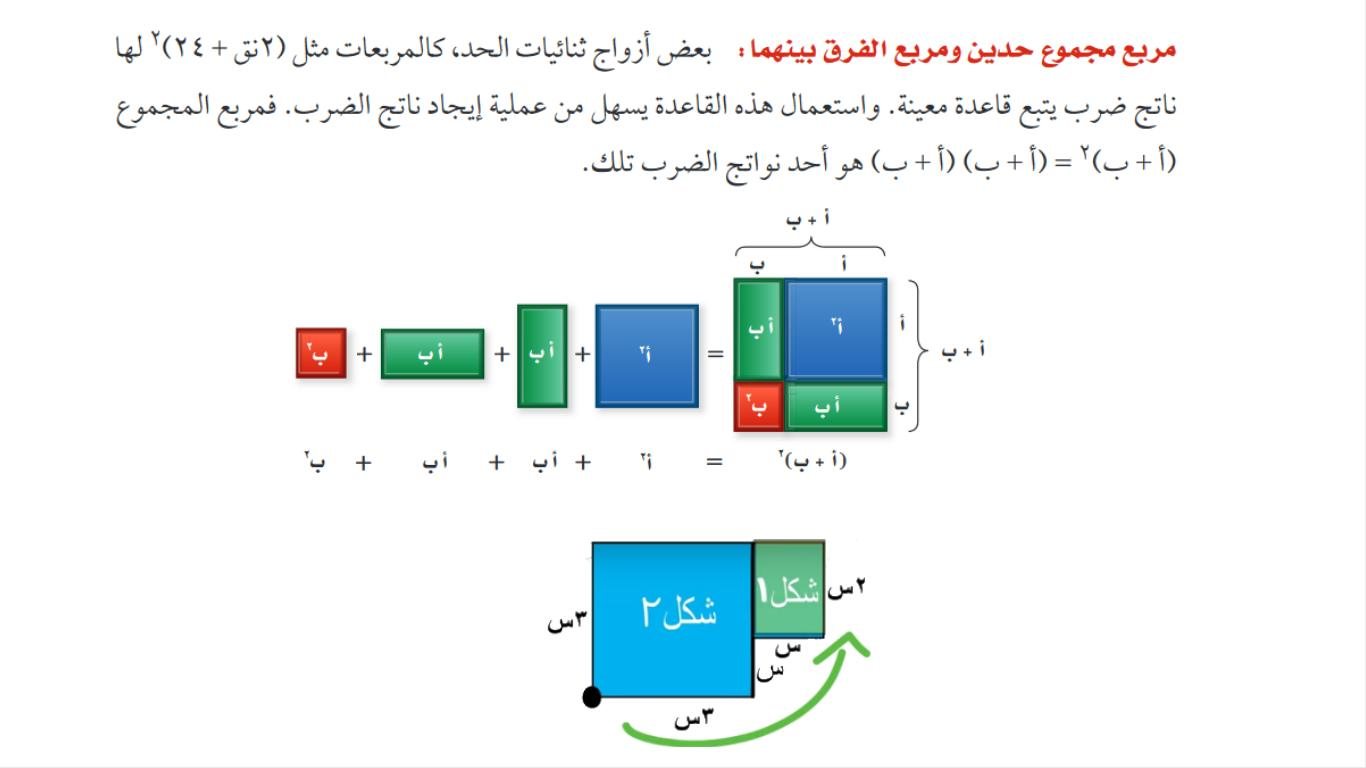 مربع مجموع حدين ومربع الفرق بينهما: بعض أزواج ثنائيات الحد، كالمربعات مثل (٢نق + ٢٤)٢ لها
ناتج ضرب يتبع قاعدة معينة. واستعمال هذه القاعدة يسهل من عملية إيجاد ناتج الضرب. فمربع المجموع
(أ + ب)٢ = (أ + ب) (أ + ب) هو أحد نواتج الضرب تلك.
أ + ب
أ ب
أ٢ أ ب = أ٢ + أ ب + أ ب + ب٢
أ
أ + ب
ب
أ ب ب٢
(أ + ب)٢ = أ٢ + أب + أب + ب٢
شكل١
٢س
شكل٢
٣س
س
س
٣س